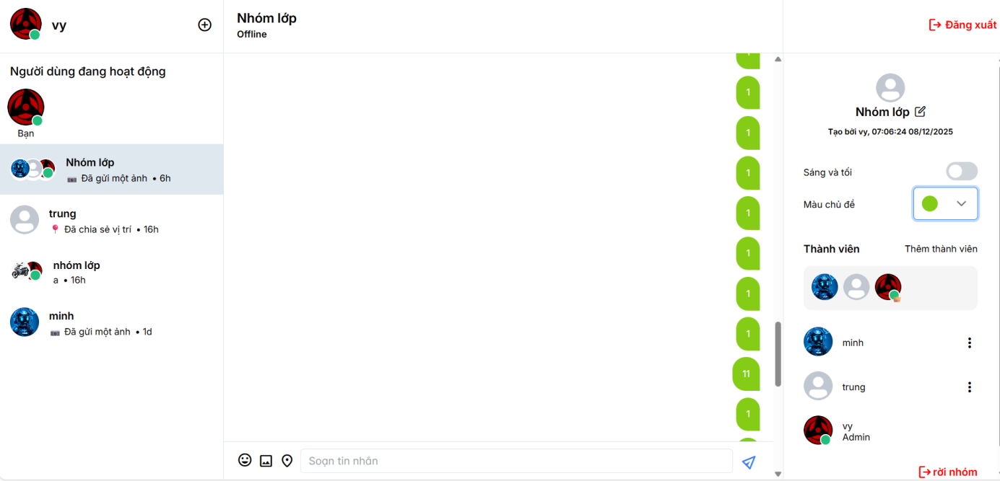 vy
Người dùng đang hoạt động
Bạn
Nhóm lớp
Đã gửi một ảnh • 6h
trung
Đã chia sẻ vị trí • 16h
nhóm lớp
a • 16h
minh
Đã gửi một ảnh • 1d
Nhóm lớp
Offline
1
1
1
1
1
1
1
11
1
Soạn tin nhắn
Đăng xuất
Nhóm lớp
Tạo bởi vy, 07:06:24 08/12/2025
Sáng và tối
Màu chủ đề
Thành viên
Thêm thành viên
minh
trung
vy
Admin
rời nhóm